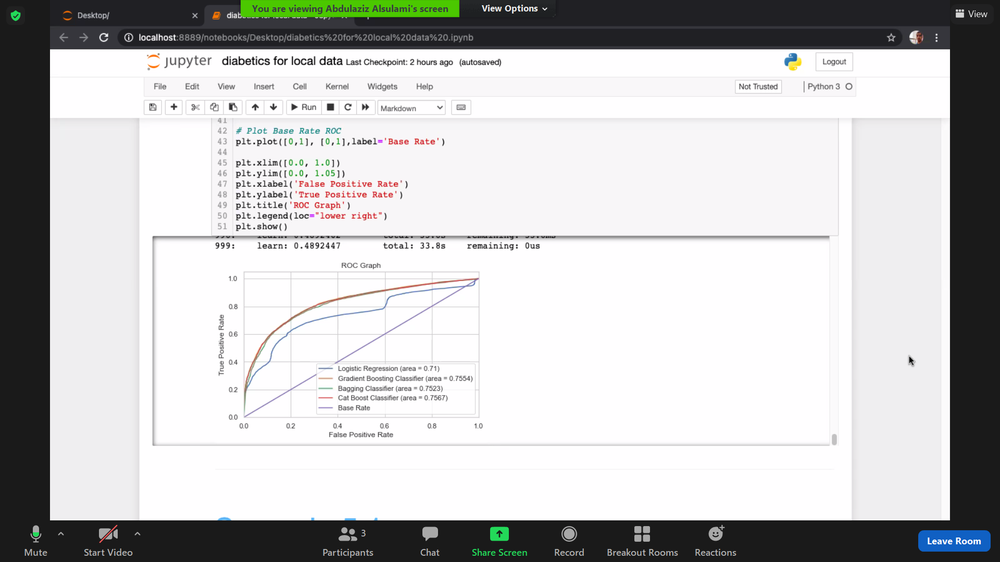 You are viewing Abdulaziz Alsulami's screen
View Options
View
Desktop/
localhost:8889/notebooks/Desktop/diabetics%20for%20local%20data%20.ipynb
jupyter diabetics for local data Last Checkpoint: 2 hours ago (autosaved)
Logout
File Edit View Insert Cell Kernel Widgets Help
Not Trusted
Python 3
Run
Markdown
41
42 # Plot Base Rate ROC
43 plt.plot([0,1], [0,1],label='Base Rate')
44
45 plt.xlim([0.0, 1.0])
46 plt.ylim([0.0, 1.05])
47 plt.xlabel('False Positive Rate')
48 plt.ylabel('True Positive Rate')
49 plt.title('ROC Graph')
50 plt.legend(loc="lower right")
51 plt.show()
999: learn: 0.4892447 total: 33.8s remaining: 0us
ROC Graph
1.0
0.8
0.6
0.4
0.2
0.0
True Positive Rate
Logistic Regression (area = 0.71)
Gradient Boosting Classifier (area = 0.7554)
Bagging Classifier (area = 0.7523)
Cat Boost Classifier (area = 0.7567)
Base Rate
0.0 0.2 0.4 0.6 0.8 1.0
False Positive Rate
Mute
Start Video
3
Participants
Chat
Share Screen
Record
Breakout Rooms
Reactions
Leave Room